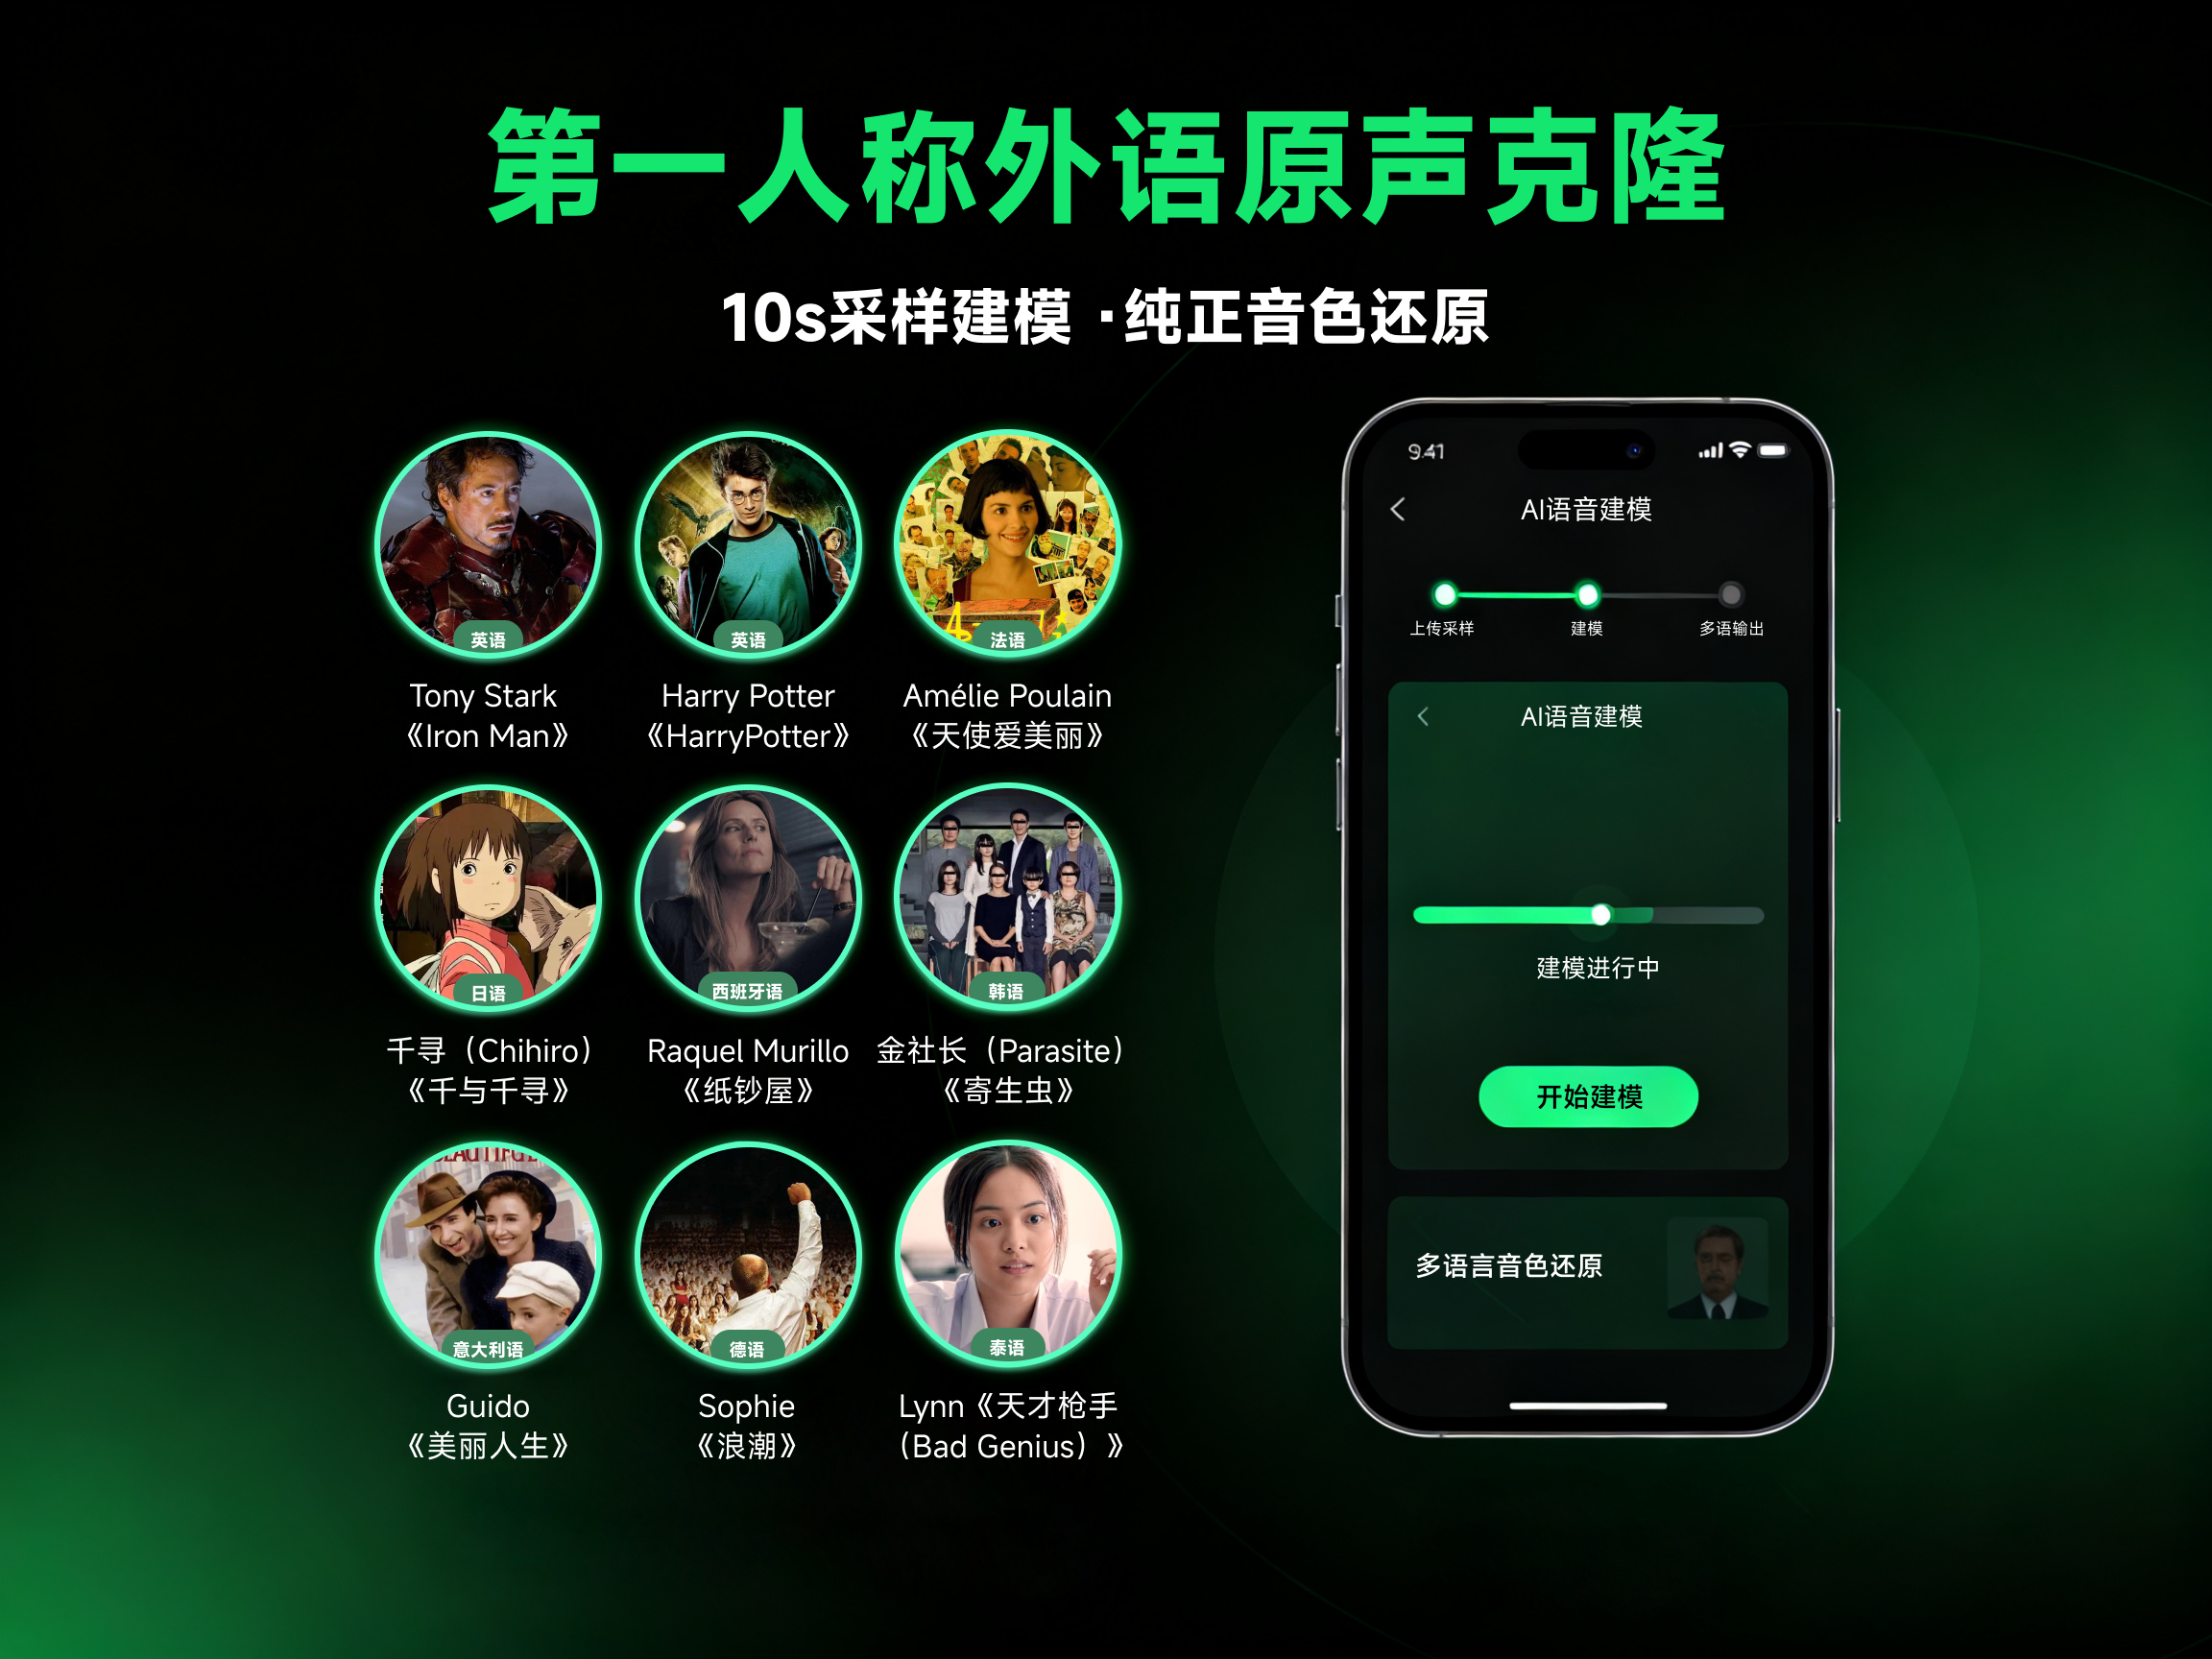 第一人称外语原声克隆
10s采样建模 ·纯正音色还原
英语
英语
法语
Tony Stark
《Iron Man》
Harry Potter
《HarryPotter》
Amélie Poulain
《天使爱美丽》
日语
西班牙语
韩语
千寻（Chihiro）
《千与千寻》
Raquel Murillo
《纸钞屋》
金社长（Parasite）
《寄生虫》
意大利语
德语
泰语
Guido
《美丽人生》
Sophie
《浪潮》
Lynn《天才枪手
（Bad Genius）》
9:41
AI语音建模
上传采样
建模
多语输出
AI语音建模
建模进行中
开始建模
多语言音色还原